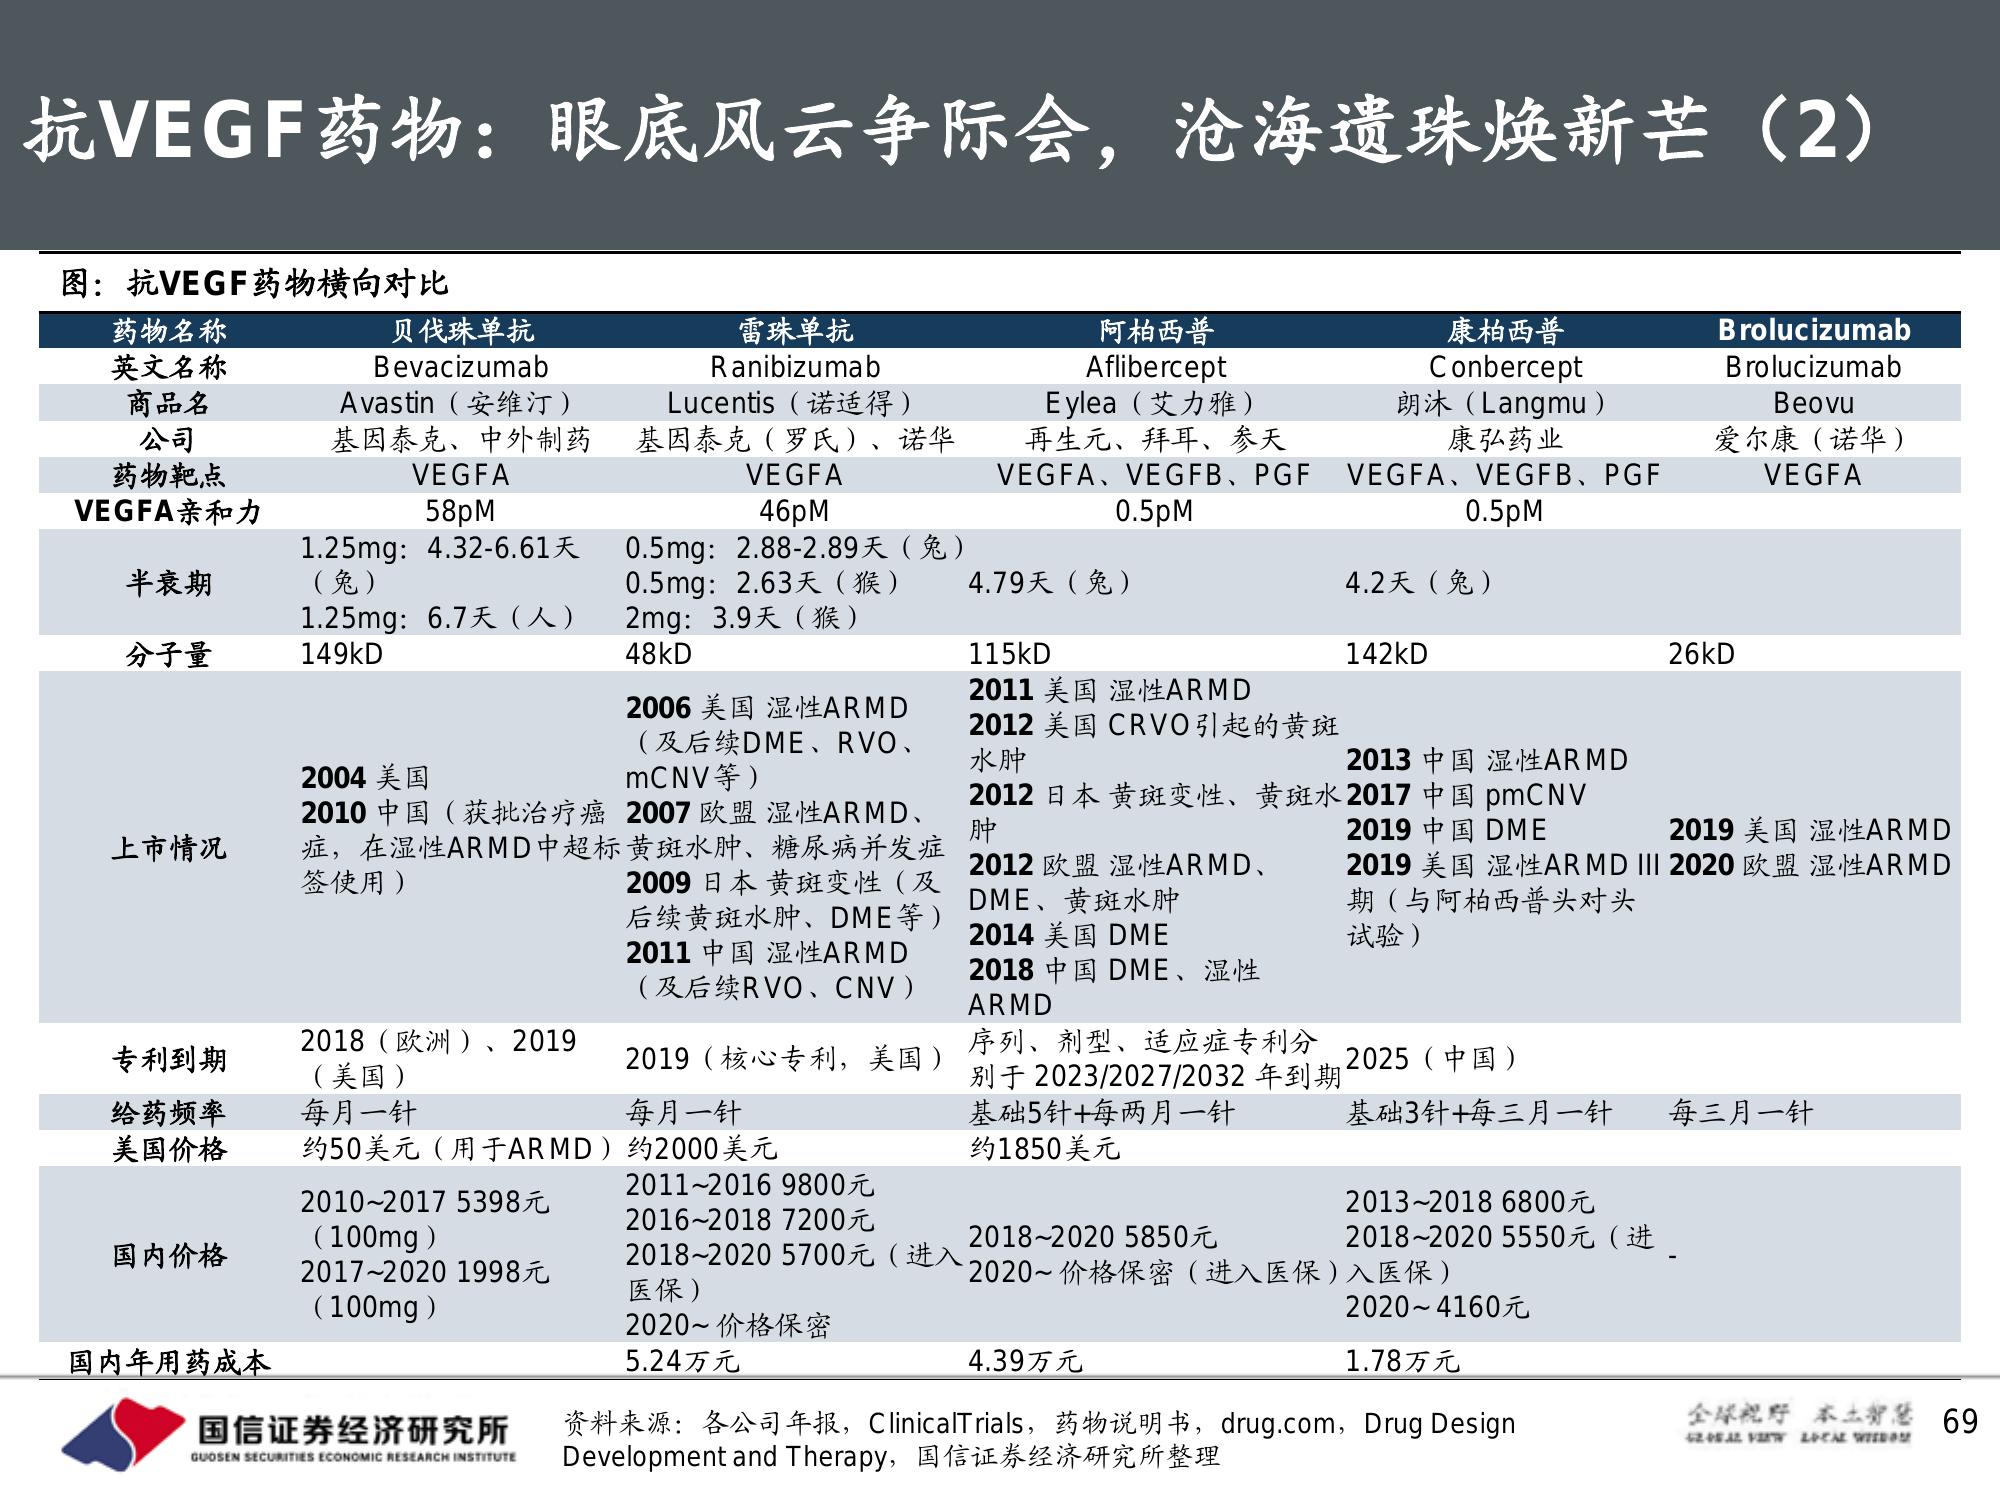 抗VEGF药物：眼底风云争际会，沧海遗珠焕新芒（2）
图：抗VEGF药物横向对比
药物名称 贝伐珠单抗 雷珠单抗 阿柏西普 康柏西普 Brolucizumab
英文名称 Bevacizumab Ranibizumab Aflibercept Conbercept Brolucizumab
商品名 Avastin（安维汀） Lucentis（诺适得） Eylea（艾力雅） 朗沐（Langmu） Beovu
公司 基因泰克、中外制药 基因泰克（罗氏）、诺华 再生元、拜耳、参天 康弘药业 爱尔康（诺华）
药物靶点 VEGFA VEGFA VEGFA、VEGFB、PGF VEGFA、VEGFB、PGF VEGFA
VEGFA亲和力 58pM 46pM 0.5pM 0.5pM
半衰期
1.25mg：4.32-6.61天
（兔）
1.25mg：6.7天（人）
0.5mg：2.88-2.89天（兔）
0.5mg：2.63天（猴）
2mg：3.9天（猴）
4.79天（兔）
4.2天（兔）
分子量 149kD 48kD 115kD 142kD 26kD
上市情况
2004 美国
2010 中国（获批治疗癌
症，在湿性ARMD中超标
签使用）
2006 美国 湿性ARMD
（及后续DME、RVO、
mCNV等）
2007 欧盟 湿性ARMD、
黄斑水肿、糖尿病并发症
2009 日本 黄斑变性（及
后续黄斑水肿、DME等）
2011 中国 湿性ARMD
（及后续RVO、CNV）
2011 美国 湿性ARMD
2012 美国 CRVO引起的黄斑
水肿
2012 日本 黄斑变性、黄斑水
肿
2012 欧盟 湿性ARMD、
DME、黄斑水肿
2014 美国 DME
2018 中国 DME、湿性
ARMD
2013 中国 湿性ARMD
2017 中国 pmCNV
2019 中国 DME
2019 美国 湿性ARMD III
期（与阿柏西普头对头
试验）
2019 美国 湿性ARMD
2020 欧盟 湿性ARMD
专利到期
2018（欧洲）、2019
（美国）
2019（核心专利，美国）
序列、剂型、适应症专利分
别于 2023/2027/2032 年到期
2025（中国）
给药频率 每月一针 每月一针 基础5针+每两月一针 基础3针+每三月一针 每三月一针
美国价格 约50美元（用于ARMD） 约2000美元 约1850美元
国内价格
2010~2017 5398元
（100mg）
2017~2020 1998元
（100mg）
2011~2016 9800元
2016~2018 7200元
2018~2020 5700元（进入
医保）
2020~ 价格保密
2018~2020 5850元
2020~ 价格保密（进入医保）
2013~2018 6800元
2018~2020 5550元（进
入医保）
2020~ 4160元
-
国内年用药成本 5.24万元 4.39万元 1.78万元
国信证券经济研究所
GUOSEN SECURITIES ECONOMIC RESEARCH INSTITUTE
资料来源：各公司年报，ClinicalTrials，药物说明书，drug.com，Drug Design
Development and Therapy，国信证券经济研究所整理
全球视野 本土智慧
GLOBAL VIEW LOCAL WISDOM
69